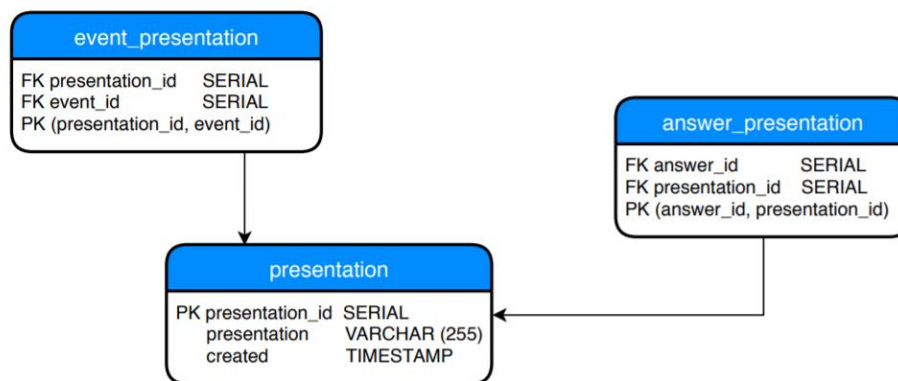 event_presentation
FK presentation_id SERIAL
FK event_id SERIAL
PK (presentation_id, event_id)
answer_presentation
FK answer_id SERIAL
FK presentation_id SERIAL
PK (answer_id, presentation_id)
presentation
PK presentation_id SERIAL
presentation VARCHAR (255)
created TIMESTAMP